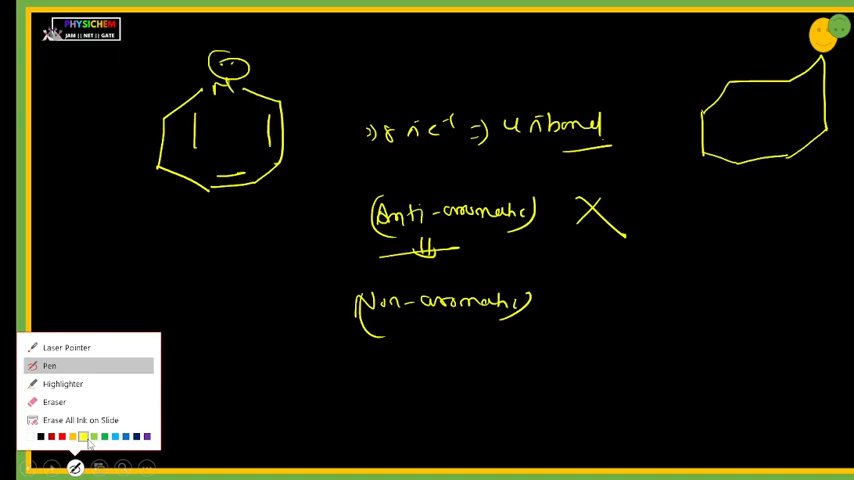 PHYSICHEM
JAM || NET || GATE
N
=) 8 π e⁻ =) 4 π bond
(Anti-aromatic) X
(Non-aromatic)
Laser Pointer
Pen
Highlighter
Eraser
Erase All Ink on Slide